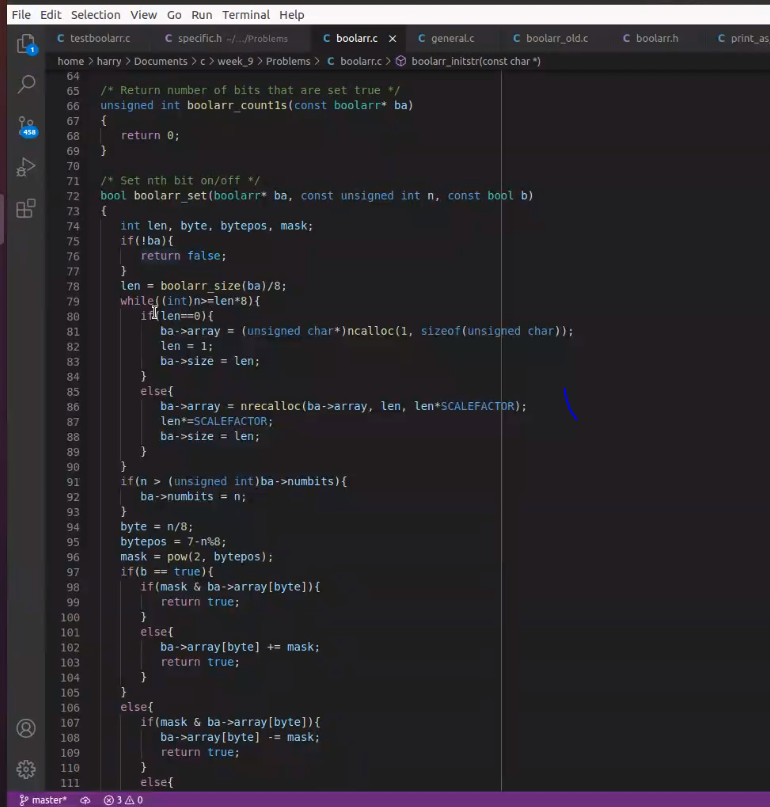 File Edit Selection View Go Run Terminal Help
1 C testboolarr.c C specific.h ~/.../Problems C boolarr.c × C general.c C boolarr_old.c C boolarr.h C print_as
home > harry > Documents > c > week_9 > Problems > C boolarr.c > boolarr_initstr(const char *)
64
65 /* Return number of bits that are set true */
66 unsigned int boolarr_count1s(const boolarr* ba)
67 {
68 return 0;
69 }
70
71 /* Set nth bit on/off */
72 bool boolarr_set(boolarr* ba, const unsigned int n, const bool b)
73 {
74 int len, byte, bytepos, mask;
75 if(!ba){
76 return false;
77 }
78 len = boolarr_size(ba)/8;
79 while((int)n>=len*8){
80 if(len==0){
81 ba->array = (unsigned char*)ncalloc(1, sizeof(unsigned char));
82 len = 1;
83 ba->size = len;
84 }
85 else{
86 ba->array = nrecalloc(ba->array, len, len*SCALEFACTOR);
87 len*=SCALEFACTOR;
88 ba->size = len;
89 }
90 }
91 if(n > (unsigned int)ba->numbits){
92 ba->numbits = n;
93 }
94 byte = n/8;
95 bytepos = 7-n%8;
96 mask = pow(2, bytepos);
97 if(b == true){
98 if(mask & ba->array[byte]){
99 return true;
100 }
101 else{
102 ba->array[byte] += mask;
103 return true;
104 }
105 }
106 else{
107 if(mask & ba->array[byte]){
108 ba->array[byte] -= mask;
109 return true;
110 }
111 else{
458
master* 3 0